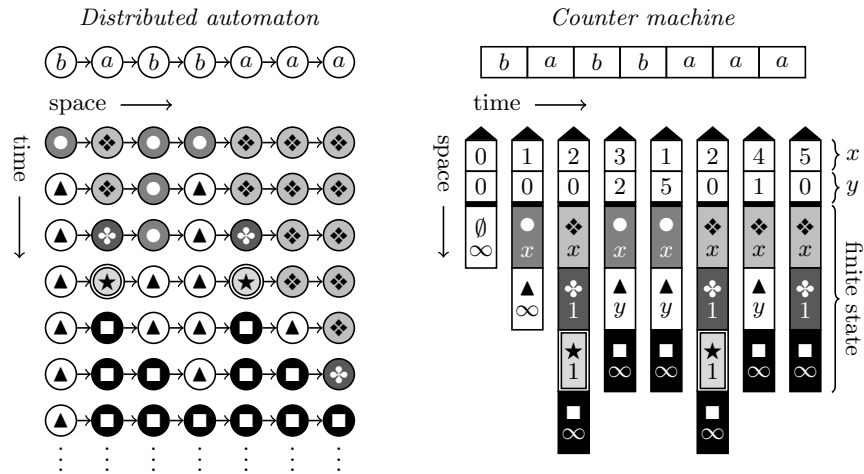 Distributed automaton
Counter machine
b a b b a a a
b a b b a a a
space
time
time
space
0 1 2 3 1 2 4 5 x
0 0 0 2 5 0 1 0 y
∅ ∞
x x x x x x x
∞ 1 y y 1 y 1
1 ∞ ∞ 1 ∞ ∞
∞ ∞
finite state